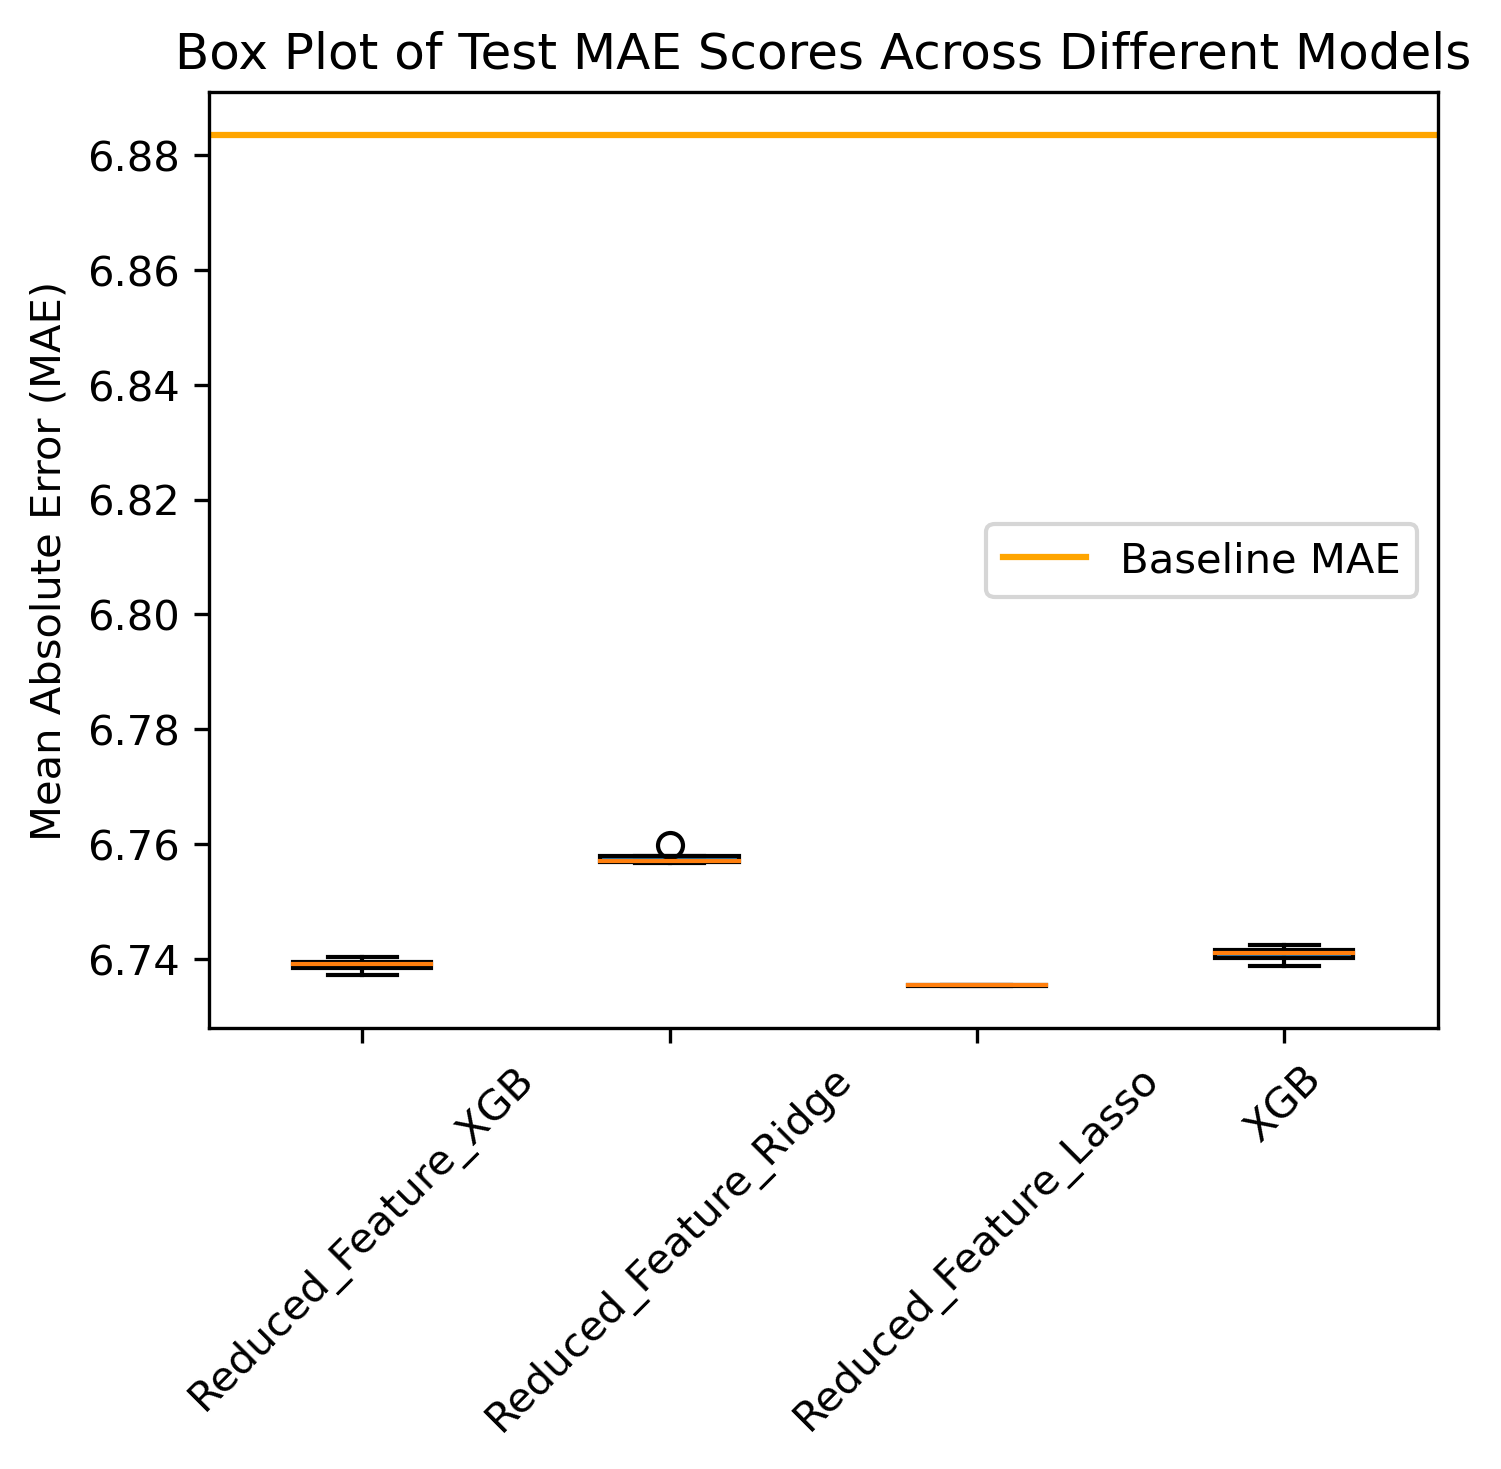 Box Plot of Test MAE Scores Across Different Models
Mean Absolute Error (MAE)
6.88
6.86
6.84
6.82
6.80
6.78
6.76
6.74
Baseline MAE
Reduced_Feature_XGB
Reduced_Feature_Ridge
Reduced_Feature_Lasso
XGB